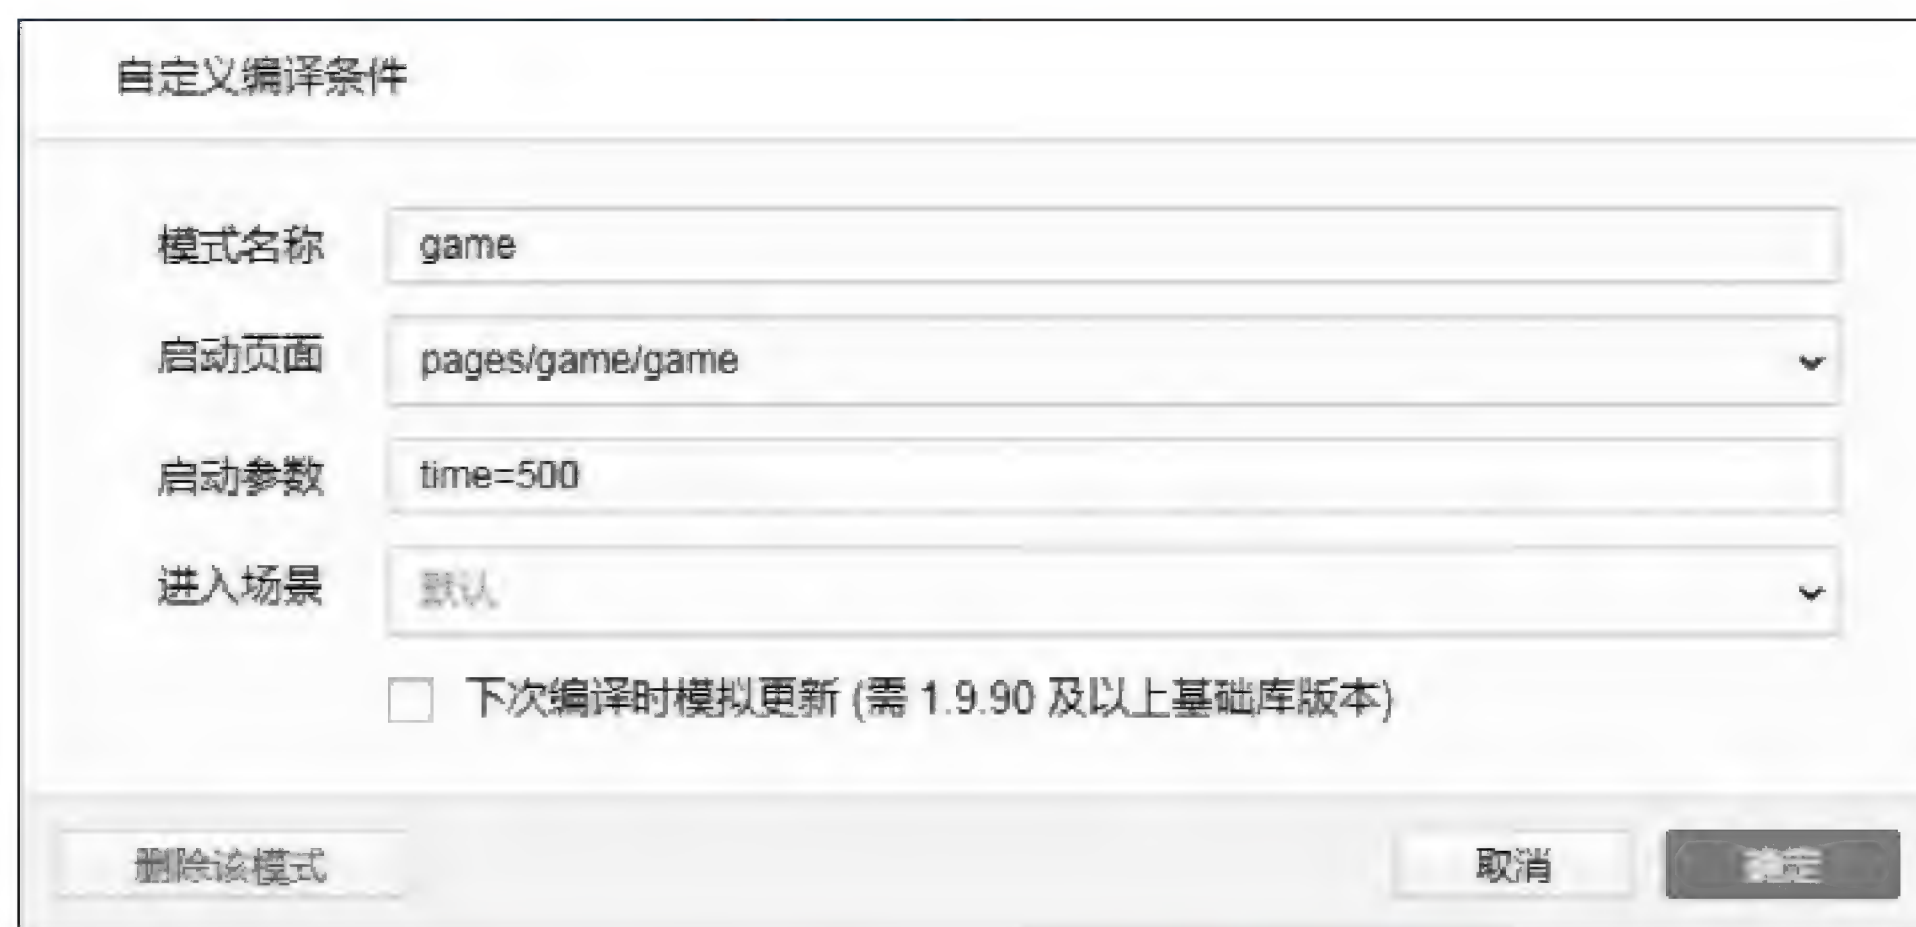 自定义编译条件
模式名称 game
启动页面 pages/game/game
启动参数 time=500
进入场景 默认
下次编译时模拟更新 (需 1.9.90 及以上基础库版本)
删除该模式 取消 确定